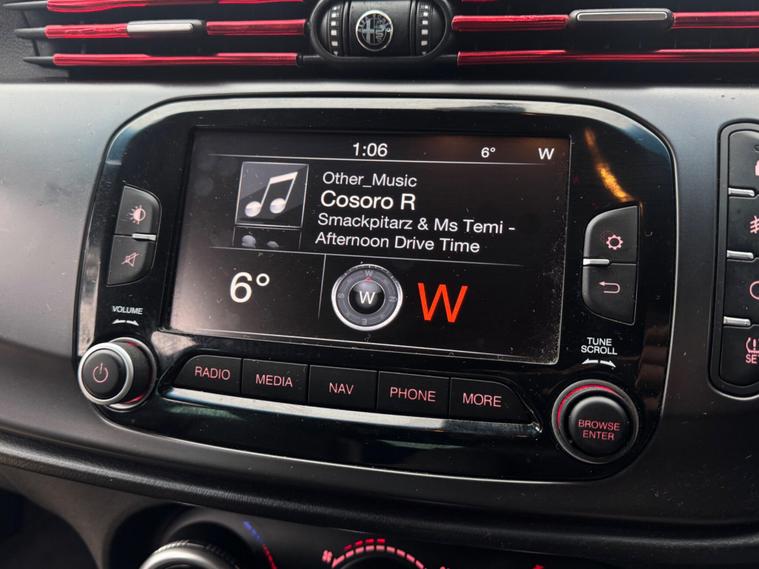 1:06 6° W
Other_Music
Cosoro R
Smackpitarz & Ms Temi -
Afternoon Drive Time
6° W W W
VOLUME
TUNE
SCROLL
RADIO MEDIA NAV PHONE MORE
BROWSE
ENTER